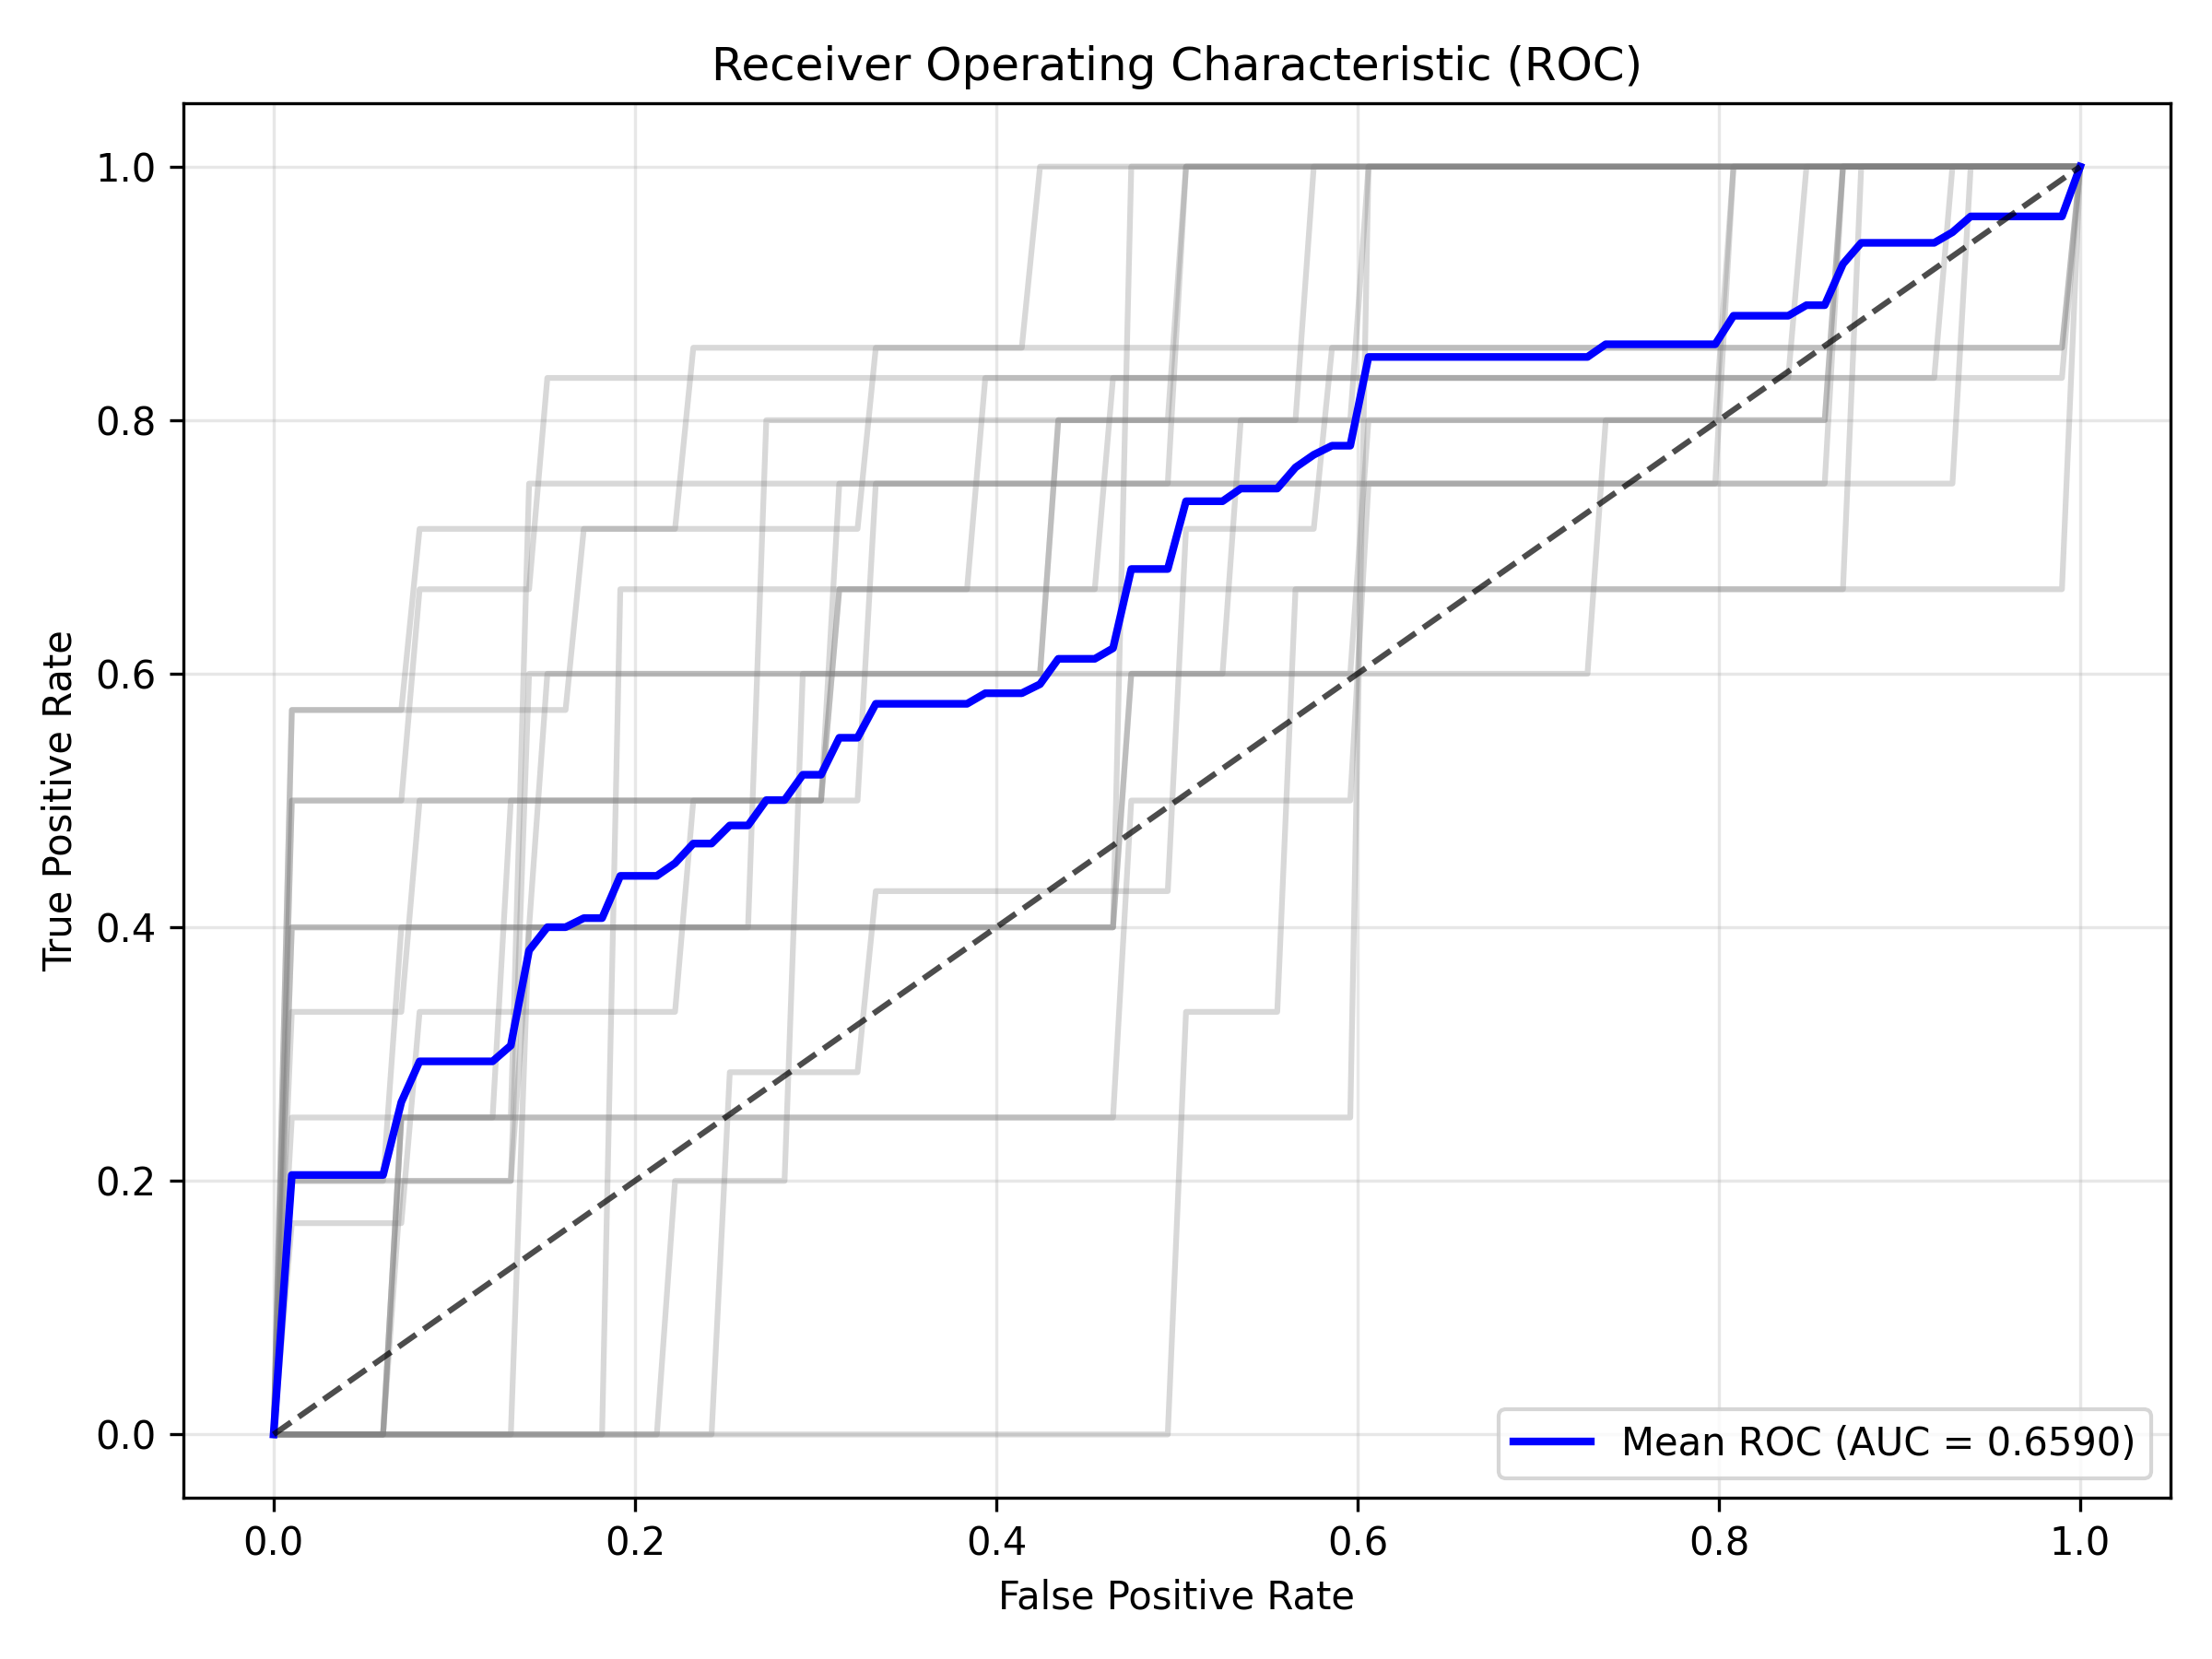 Receiver Operating Characteristic (ROC)
True Positive Rate
1.0
0.8
0.6
0.4
0.2
0.0
0.0 0.2 0.4 0.6 0.8 1.0
False Positive Rate
Mean ROC (AUC = 0.6590)